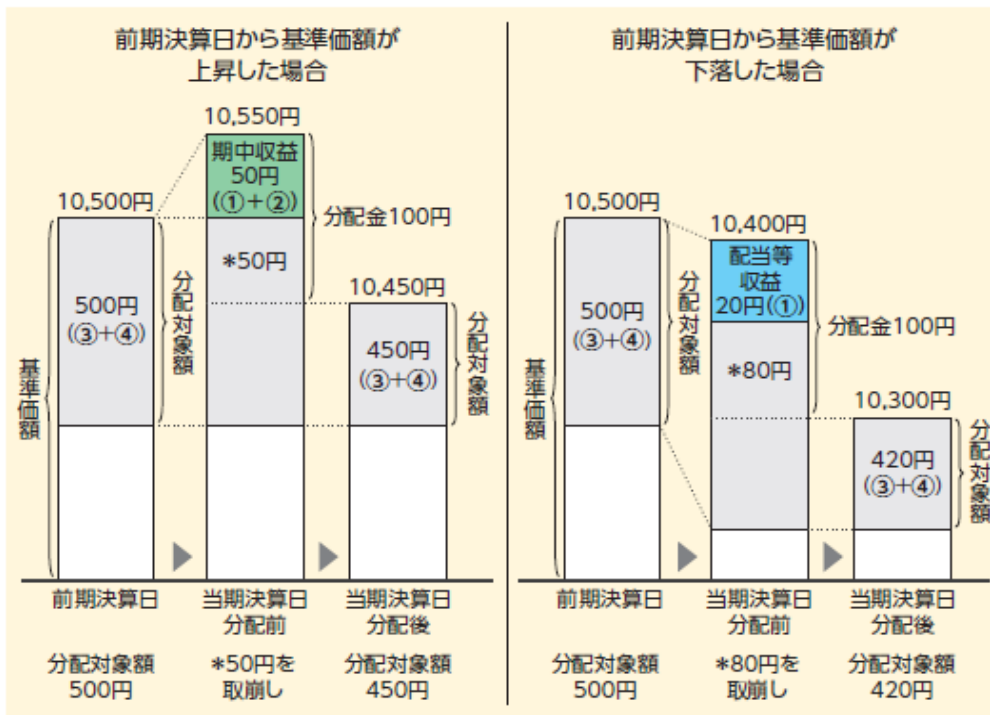 前期決算日から基準価額が
上昇した場合
10,550円
期中収益
50円
(①+②)
10,500円
分配金100円
*50円
10,450円
500円
(③+④)
分配対象額
450円
(③+④)
分配対象額
基準価額
前期決算日
当期決算日
分配前
当期決算日
分配後
分配対象額
500円
*50円を
取崩し
分配対象額
450円
前期決算日から基準価額が
下落した場合
10,500円
10,400円
配当等
収益
20円(①)
500円
(③+④)
分配対象額
分配金100円
*80円
10,300円
420円
(③+④)
分配対象額
基準価額
前期決算日
当期決算日
分配前
当期決算日
分配後
分配対象額
500円
*80円を
取崩し
分配対象額
420円